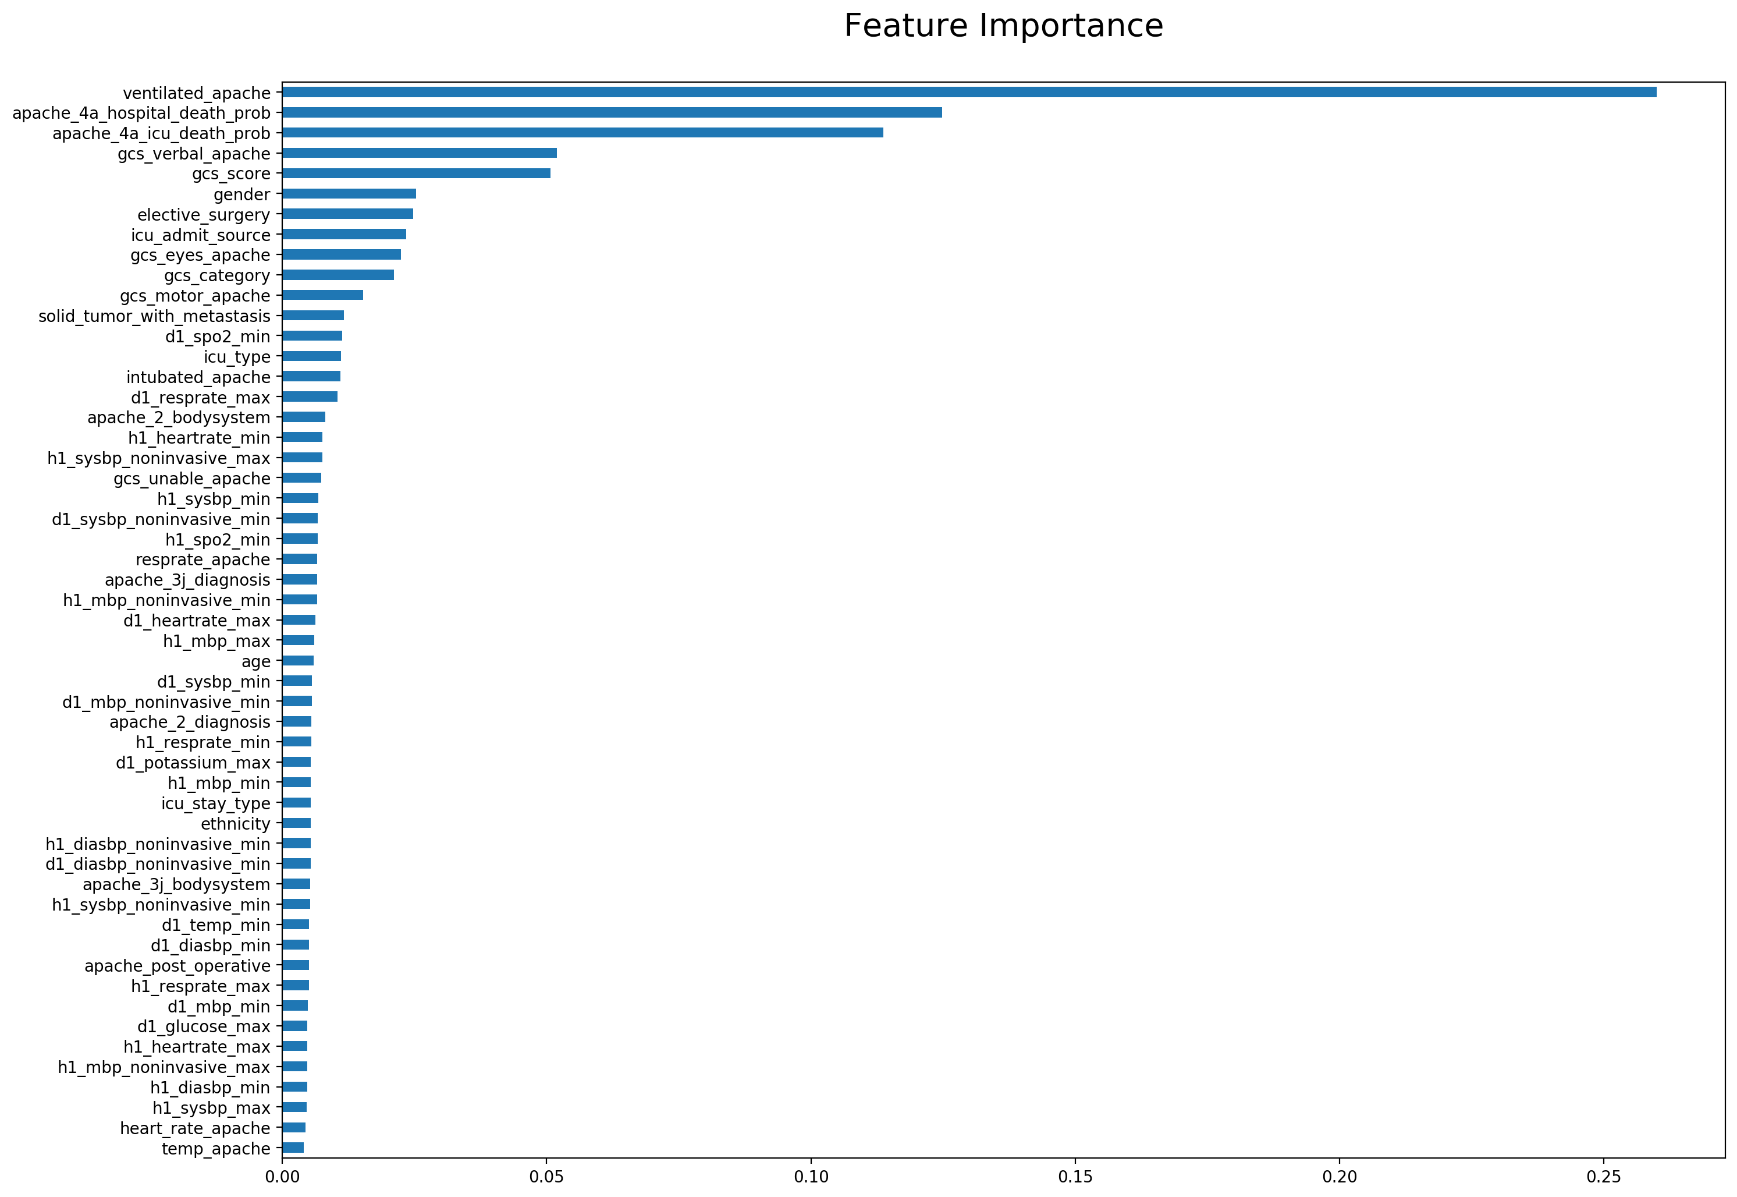 Feature Importance
ventilated_apache
apache_4a_hospital_death_prob
apache_4a_icu_death_prob
gcs_verbal_apache
gcs_score
gender
elective_surgery
icu_admit_source
gcs_eyes_apache
gcs_category
gcs_motor_apache
solid_tumor_with_metastasis
d1_spo2_min
icu_type
intubated_apache
d1_resprate_max
apache_2_bodysystem
h1_heartrate_min
h1_sysbp_noninvasive_max
gcs_unable_apache
h1_sysbp_min
d1_sysbp_noninvasive_min
h1_spo2_min
resprate_apache
apache_3j_diagnosis
h1_mbp_noninvasive_min
d1_heartrate_max
h1_mbp_max
age
d1_sysbp_min
d1_mbp_noninvasive_min
apache_2_diagnosis
h1_resprate_min
d1_potassium_max
h1_mbp_min
icu_stay_type
ethnicity
h1_diasbp_noninvasive_min
d1_diasbp_noninvasive_min
apache_3j_bodysystem
h1_sysbp_noninvasive_min
d1_temp_min
d1_diasbp_min
apache_post_operative
h1_resprate_max
d1_mbp_min
d1_glucose_max
h1_heartrate_max
h1_mbp_noninvasive_max
h1_diasbp_min
h1_sysbp_max
heart_rate_apache
temp_apache
0.00 0.05 0.10 0.15 0.20 0.25